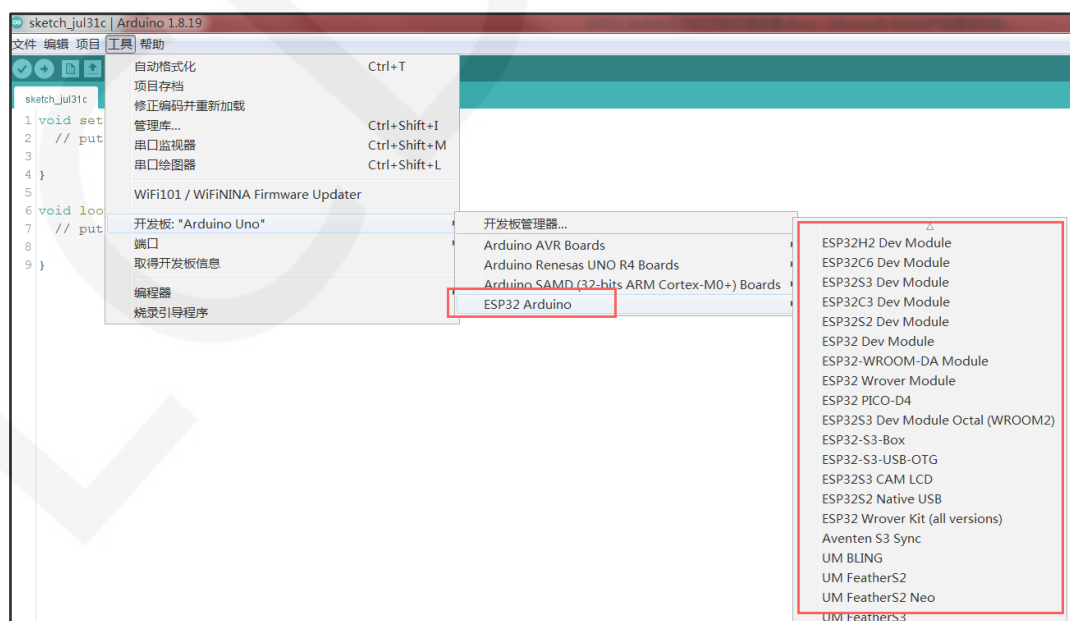 sketch_jul31c | Arduino 1.8.19
文件 编辑 项目 工具 帮助
sketch_jul31c
自动格式化 Ctrl+T
项目存档
修正编码并重新加载
管理库... Ctrl+Shift+I
串口监视器 Ctrl+Shift+M
串口绘图器 Ctrl+Shift+L
WiFi101 / WiFiNINA Firmware Updater
开发板: "Arduino Uno"
端口
取得开发板信息
编程器
烧录引导程序
1 void set
2 // put
3
4 }
5
6 void loo
7 // put
8
9 }
开发板管理器...
Arduino AVR Boards
Arduino Renesas UNO R4 Boards
Arduino SAMD (32-bits ARM Cortex-M0+) Boards
ESP32 Arduino
ESP32H2 Dev Module
ESP32C6 Dev Module
ESP32S3 Dev Module
ESP32C3 Dev Module
ESP32S2 Dev Module
ESP32 Dev Module
ESP32-WROOM-DA Module
ESP32 Wrover Module
ESP32 PICO-D4
ESP32S3 Dev Module Octal (WROOM2)
ESP32-S3-Box
ESP32-S3-USB-OTG
ESP32S3 CAM LCD
ESP32S2 Native USB
ESP32 Wrover Kit (all versions)
Aventen S3 Sync
UM BLING
UM FeatherS2
UM FeatherS2 Neo
UM FeatherS3